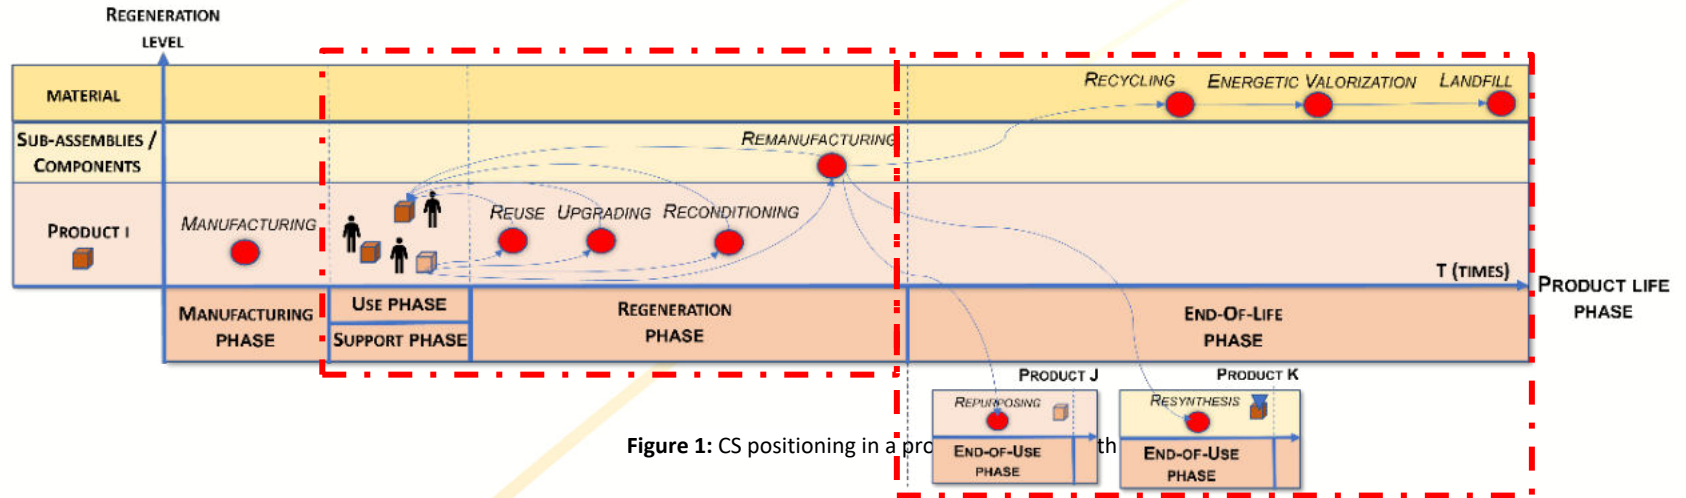 REGENERATION
LEVEL
MATERIAL
RECYCLING
ENERGETIC VALORIZATION
LANDFILL
SUB-ASSEMBLIES /
COMPONENTS
REMANUFACTURING
PRODUCT I
MANUFACTURING
REUSE
UPGRADING
RECONDITIONING
T (TIMES)
PRODUCT LIFE
PHASE
MANUFACTURING
PHASE
USE PHASE
SUPPORT PHASE
REGENERATION
PHASE
END-OF-LIFE
PHASE
PRODUCT J
REPURPOSING
END-OF-USE
PHASE
PRODUCT K
RESYNTHESIS
END-OF-USE
PHASE
Figure 1: CS positioning in a pro th